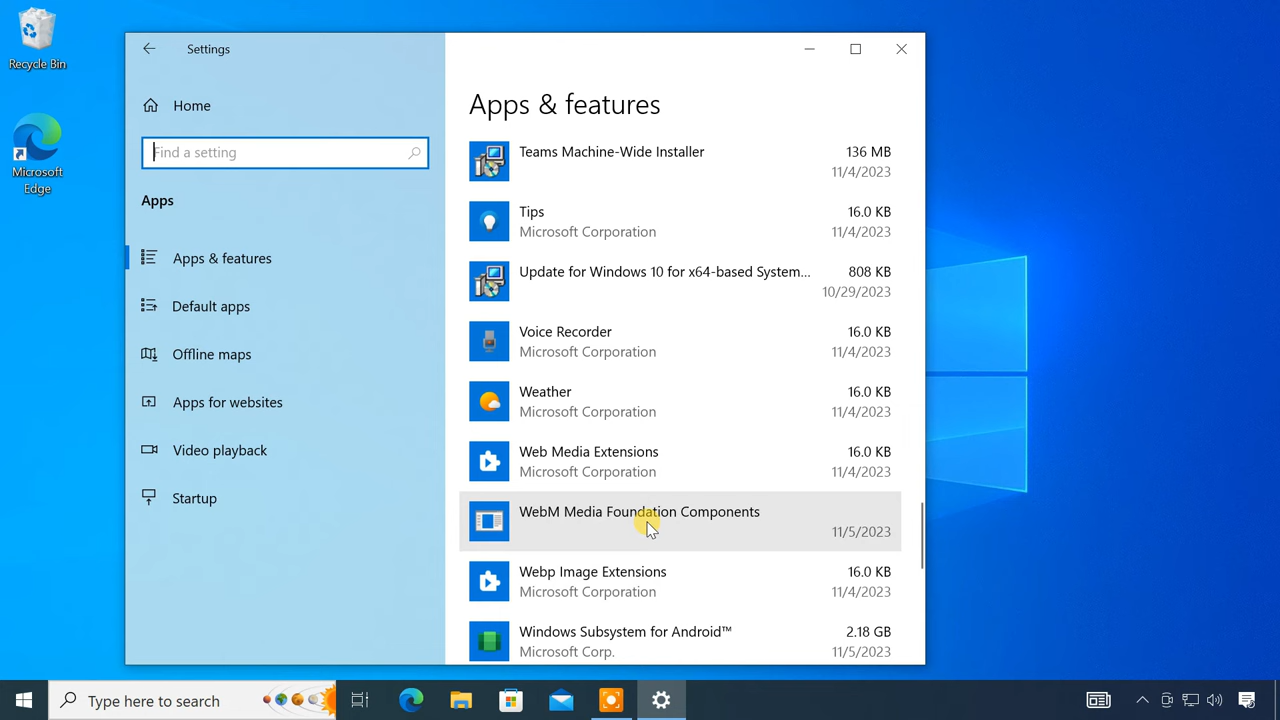 Recycle Bin
Microsoft
Edge
Settings
Home
Find a setting
Apps
Apps & features
Default apps
Offline maps
Apps for websites
Video playback
Startup
Apps & features
Teams Machine-Wide Installer 136 MB
11/4/2023
Tips 16.0 KB
Microsoft Corporation 11/4/2023
Update for Windows 10 for x64-based System... 808 KB
10/29/2023
Voice Recorder 16.0 KB
Microsoft Corporation 11/4/2023
Weather 16.0 KB
Microsoft Corporation 11/4/2023
Web Media Extensions 16.0 KB
Microsoft Corporation 11/4/2023
WebM Media Foundation Components
11/5/2023
Webp Image Extensions 16.0 KB
Microsoft Corporation 11/4/2023
Windows Subsystem for Android™ 2.18 GB
Microsoft Corp. 11/5/2023
Type here to search